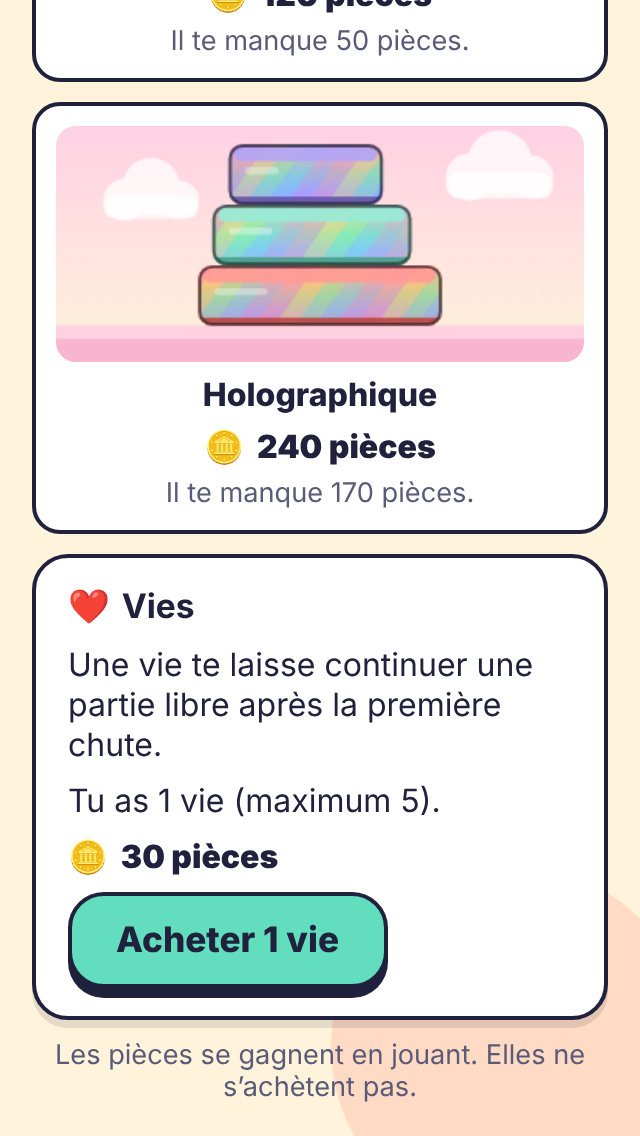 120 pièces
Il te manque 50 pièces.
Holographique
240 pièces
Il te manque 170 pièces.
Vies
Une vie te laisse continuer une
partie libre après la première
chute.
Tu as 1 vie (maximum 5).
30 pièces
Acheter 1 vie
Les pièces se gagnent en jouant. Elles ne
s’achètent pas.